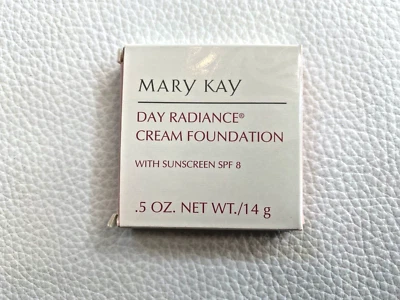 MARY KAY
DAY RADIANCE®
CREAM FOUNDATION
WITH SUNSCREEN SPF 8
.5 OZ. NET WT./14 g